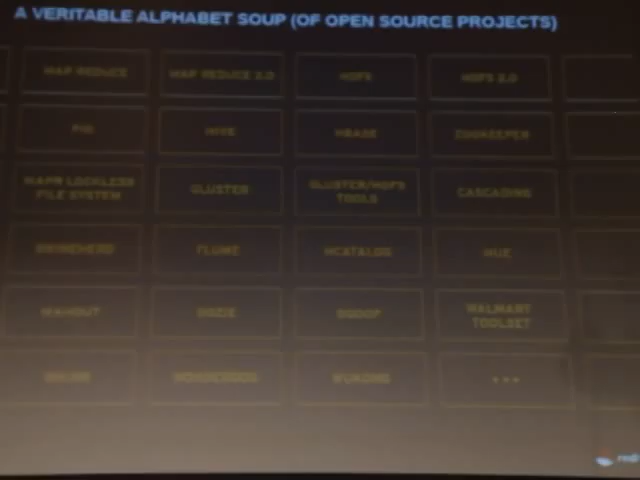 A VERITABLE ALPHABET SOUP (OF OPEN SOURCE PROJECTS)
MAP REDUCE
MAP REDUCE 2.0
HDFS
HDFS 2.0
PIG
HIVE
HBASE
ZOOKEEPER
MAPR LOCKLESS
FILE SYSTEM
GLUSTER
GLUSTER/HDFS
TOOLS
CASCADING
FLUME
HCATALOG
HUE
MAHOUT
OOZIE
SQOOP
WALMART
TOOLSET
WUKONG
...